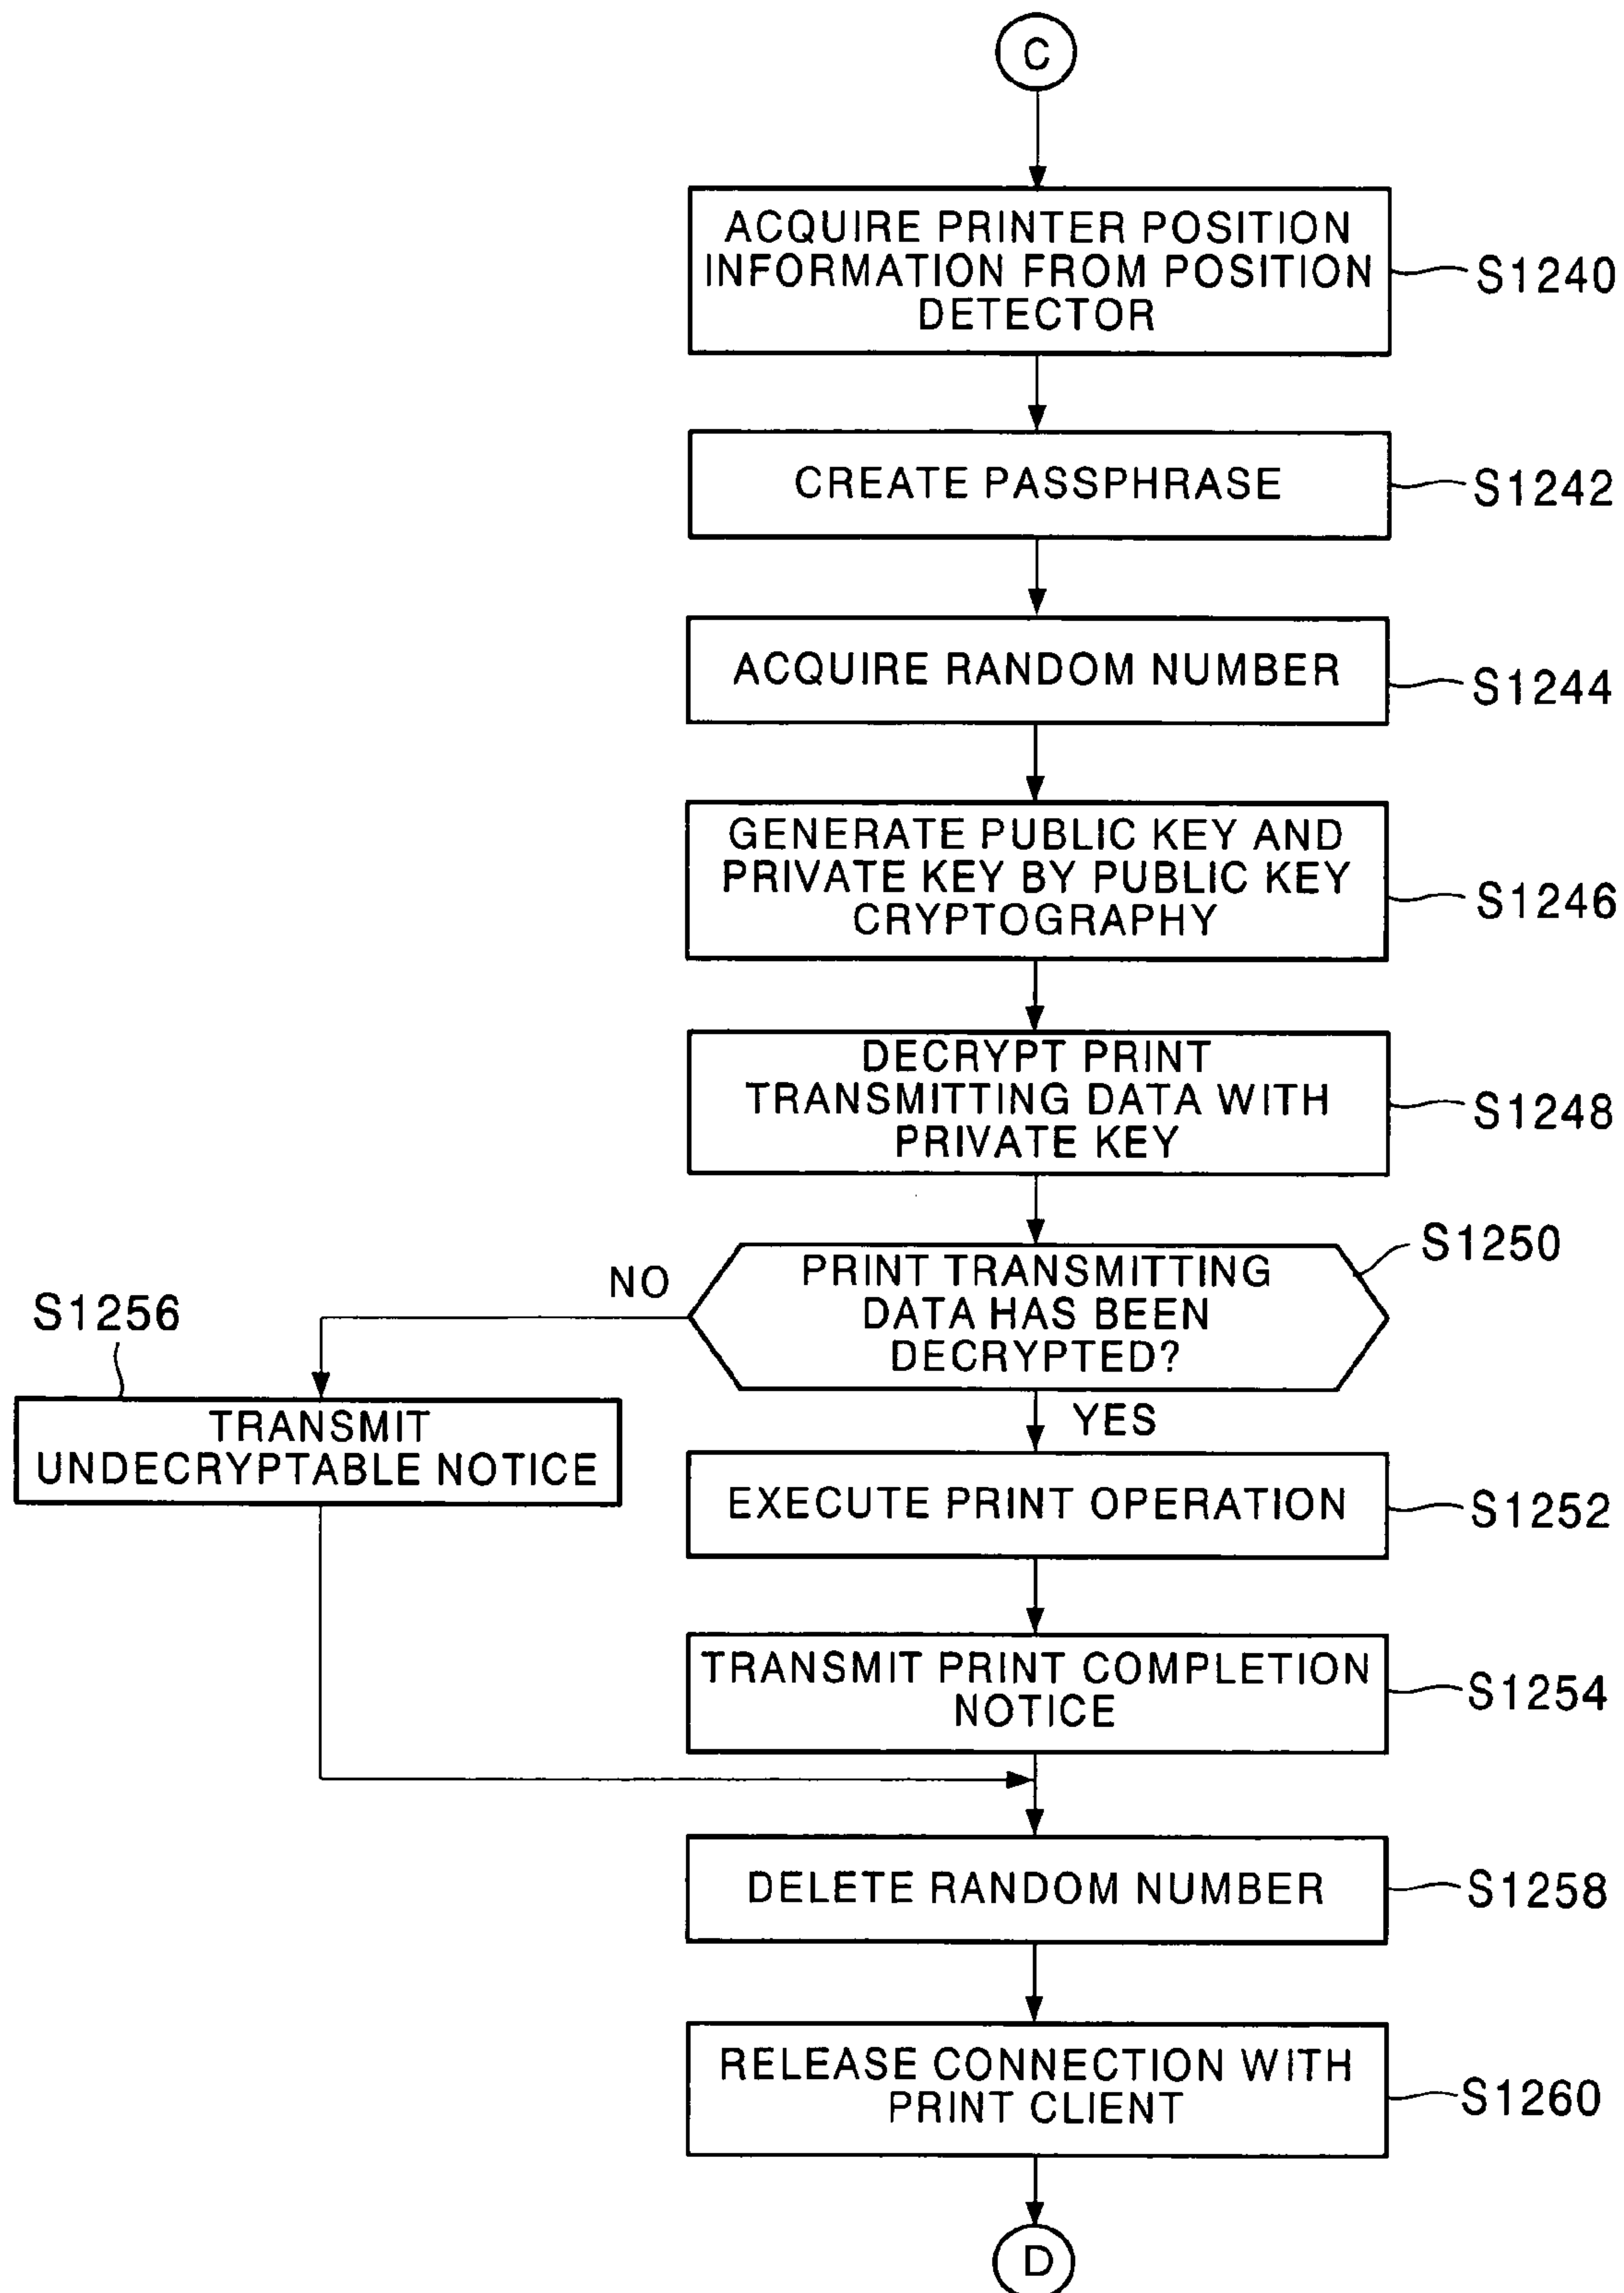 C
ACQUIRE PRINTER POSITION
INFORMATION FROM POSITION
DETECTOR
S1240
CREATE PASSPHRASE
S1242
ACQUIRE RANDOM NUMBER
S1244
GENERATE PUBLIC KEY AND
PRIVATE KEY BY PUBLIC KEY
CRYPTOGRAPHY
S1246
DECRYPT PRINT
TRANSMITTING DATA WITH
PRIVATE KEY
S1248
PRINT TRANSMITTING
DATA HAS BEEN
DECRYPTED?
S1250
NO
S1256
TRANSMIT
UNDECRYPTABLE NOTICE
YES
EXECUTE PRINT OPERATION
S1252
TRANSMIT PRINT COMPLETION
NOTICE
S1254
DELETE RANDOM NUMBER
S1258
RELEASE CONNECTION WITH
PRINT CLIENT
S1260
D